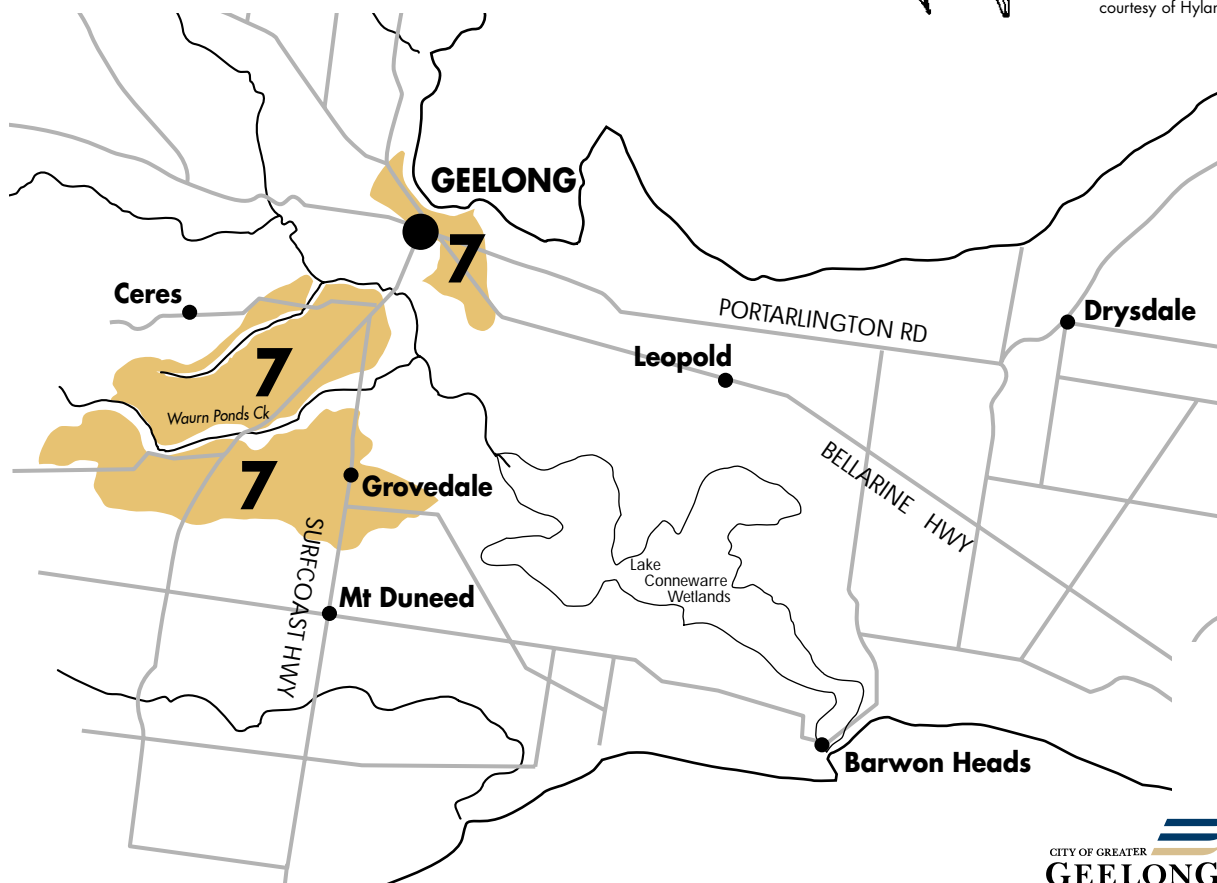 courtesy of Hylan
GEELONG
7
Ceres
PORTARLINGTON RD
Drysdale
Leopold
7
Waurn Ponds Ck
BELLARINE HWY
7
Grovedale
SURFCOAST HWY
Lake
Connewarre
Wetlands
Mt Duneed
Barwon Heads
CITY OF GREATER
GEELONG